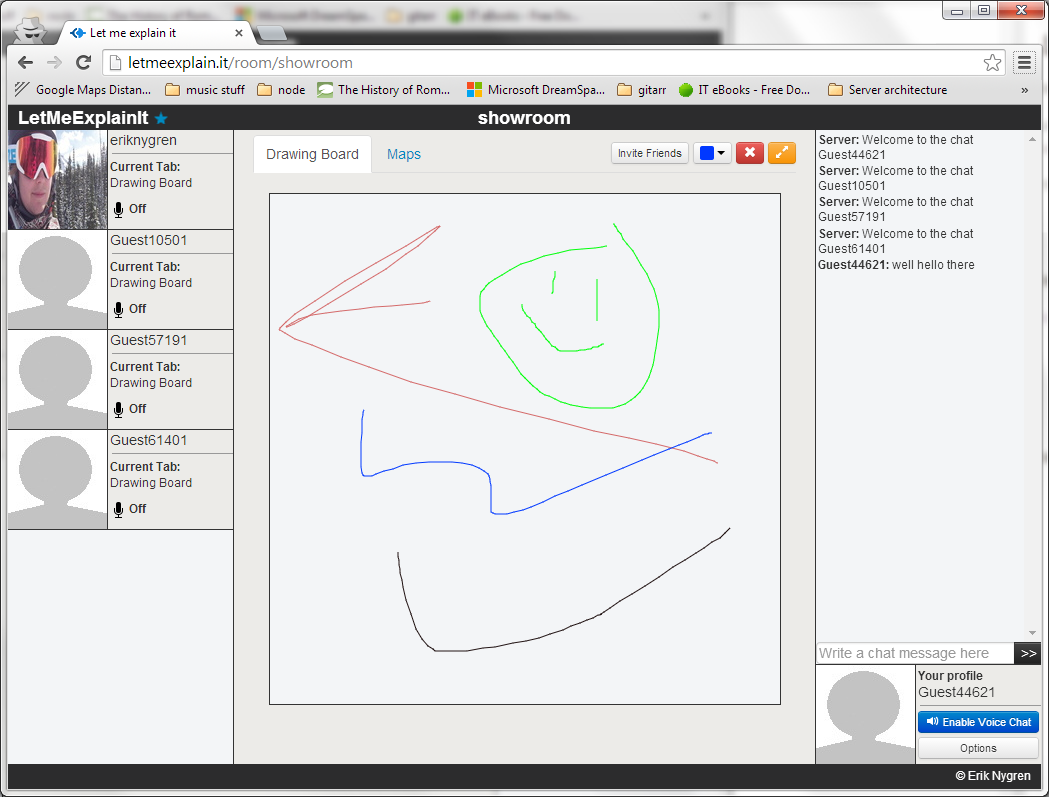 Let me explain it
letmeexplain.it/room/showroom
Google Maps Distan...
music stuff
node
The History of Rom...
Microsoft DreamSpa...
gitarr
IT eBooks - Free Do...
Server architecture
»
LetMeExplainIt
showroom
eriknygren
Current Tab:
Drawing Board
Off
Guest10501
Current Tab:
Drawing Board
Off
Guest57191
Current Tab:
Drawing Board
Off
Guest61401
Current Tab:
Drawing Board
Off
Drawing Board
Maps
Invite Friends
Server: Welcome to the chat
Guest44621
Server: Welcome to the chat
Guest10501
Server: Welcome to the chat
Guest57191
Server: Welcome to the chat
Guest61401
Guest44621: well hello there
Write a chat message here
>>
Your profile
Guest44621
Enable Voice Chat
Options
© Erik Nygren